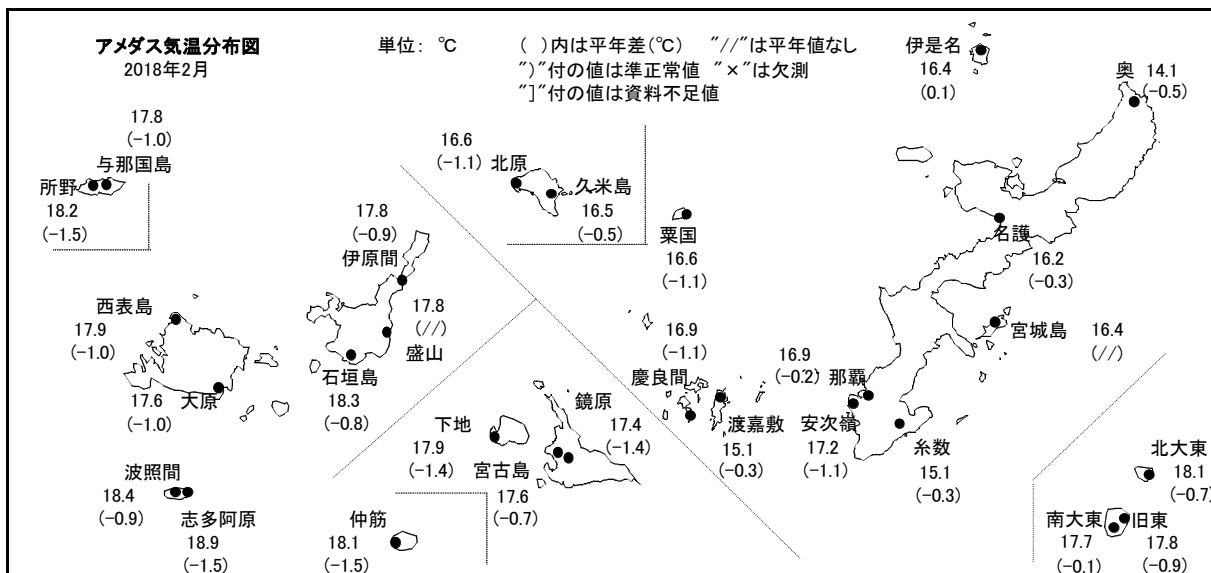 アメダス気温分布図 単位: ℃ ( )内は平年差(℃) "//"は平年値なし
2018年2月 ")"付の値は準正常値 "×"は欠測
"]"付の値は資料不足値
伊是名
16.4
(0.1)
奥 14.1
(-0.5)
17.8
(-1.0)
与那国島
所野
18.2
(-1.5)
16.6
(-1.1)
北原
久米島
16.5
(-0.5)
粟国
16.6
(-1.1)
名護
16.2
(-0.3)
17.8
(-0.9)
伊原間
17.8
(//)
盛山
石垣島
18.3
(-0.8)
西表島
17.9
(-1.0)
大原
17.6
(-1.0)
宮城島 16.4
(//)
16.9
(-1.1)
慶良間
渡嘉敷
15.1
(-0.3)
16.9
(-0.2)
那覇
安次嶺
17.2
(-1.1)
糸数
15.1
(-0.3)
鏡原
17.4
(-1.4)
下地
17.9
(-1.4)
宮古島
17.6
(-0.7)
波照間
18.4
(-0.9)
志多阿原
18.9
(-1.5)
仲筋
18.1
(-1.5)
北大東
18.1
(-0.7)
南大東
17.7
(-0.1)
旧東
17.8
(-0.9)